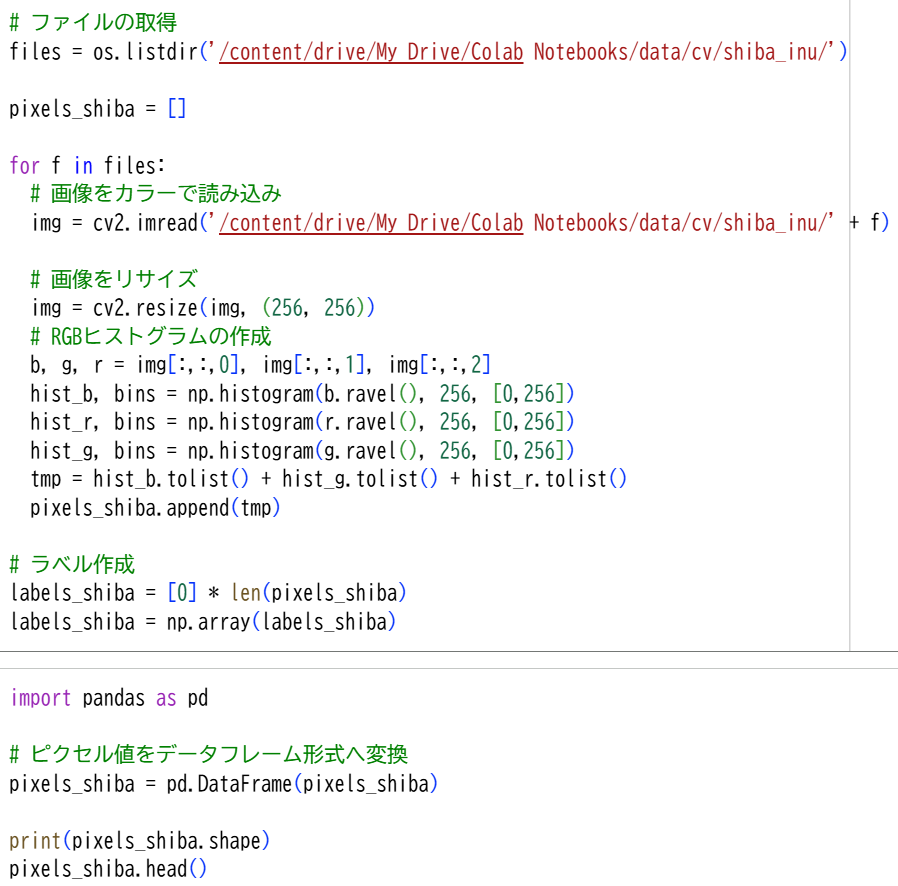 # ファイルの取得
files = os.listdir('/content/drive/My Drive/Colab Notebooks/data/cv/shiba_inu/')
pixels_shiba = []
for f in files:
  # 画像をカラーで読み込み
  img = cv2.imread('/content/drive/My Drive/Colab Notebooks/data/cv/shiba_inu/' + f)
  # 画像をリサイズ
  img = cv2.resize(img, (256, 256))
  # RGBヒストグラムの作成
  b, g, r = img[:,:,0], img[:,:,1], img[:,:,2]
  hist_b, bins = np.histogram(b.ravel(), 256, [0,256])
  hist_r, bins = np.histogram(r.ravel(), 256, [0,256])
  hist_g, bins = np.histogram(g.ravel(), 256, [0,256])
  tmp = hist_b.tolist() + hist_g.tolist() + hist_r.tolist()
  pixels_shiba.append(tmp)
# ラベル作成
labels_shiba = [0] * len(pixels_shiba)
labels_shiba = np.array(labels_shiba)
import pandas as pd
# ピクセル値をデータフレーム形式へ変換
pixels_shiba = pd.DataFrame(pixels_shiba)
print(pixels_shiba.shape)
pixels_shiba.head()